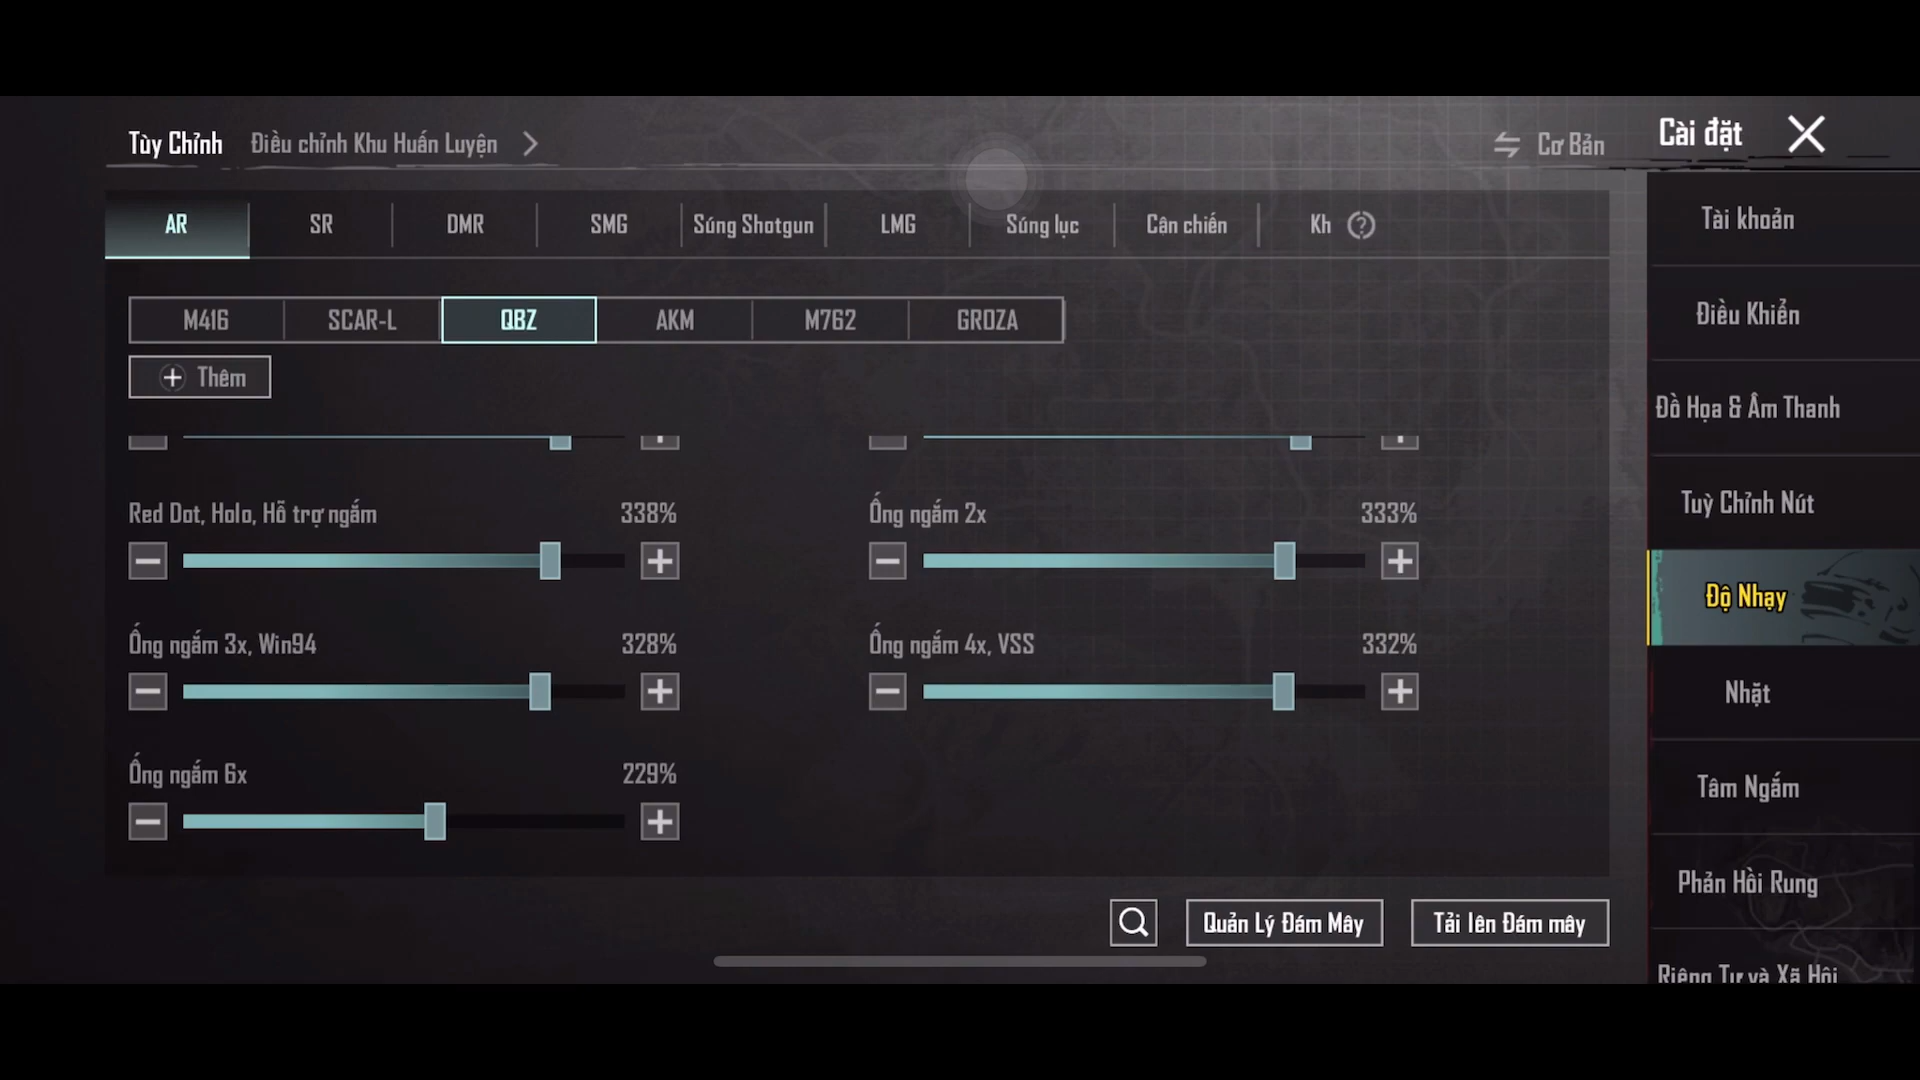 Tùy Chỉnh Điều chỉnh Khu Huấn Luyện
Cơ Bản
Cài đặt
AR SR DMR SMG Súng Shotgun LMG Súng lục Cận chiến Kh
M416 SCAR-L QBZ AKM M762 GROZA
Thêm
Red Dot, Holo, Hỗ trợ ngắm 338%
Ống ngắm 2x 333%
Ống ngắm 3x, Win94 328%
Ống ngắm 4x, VSS 332%
Ống ngắm 6x 229%
Quản Lý Đám Mây
Tải lên Đám mây
Tài khoản
Điều Khiển
Đồ Họa & Âm Thanh
Tuỳ Chỉnh Nút
Độ Nhạy
Nhặt
Tâm Ngắm
Phản Hồi Rung
Riêng Tư và Xã Hội